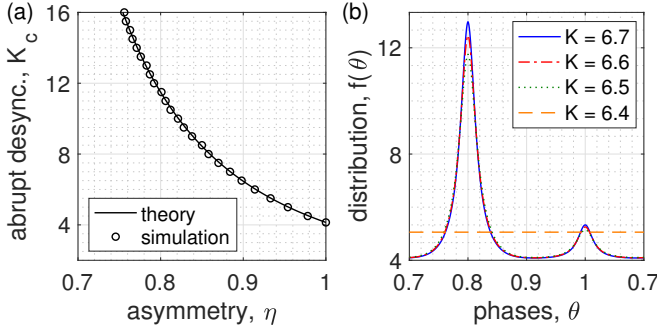 (a)
abrupt desync., K_c
16
12
8
4
theory
simulation
0.7
0.8
0.9
1
asymmetry, η
(b)
distribution, f(θ)
12
8
4
K = 6.7
K = 6.6
K = 6.5
K = 6.4
0.7
0.8
0.9
1
0.7
phases, θ